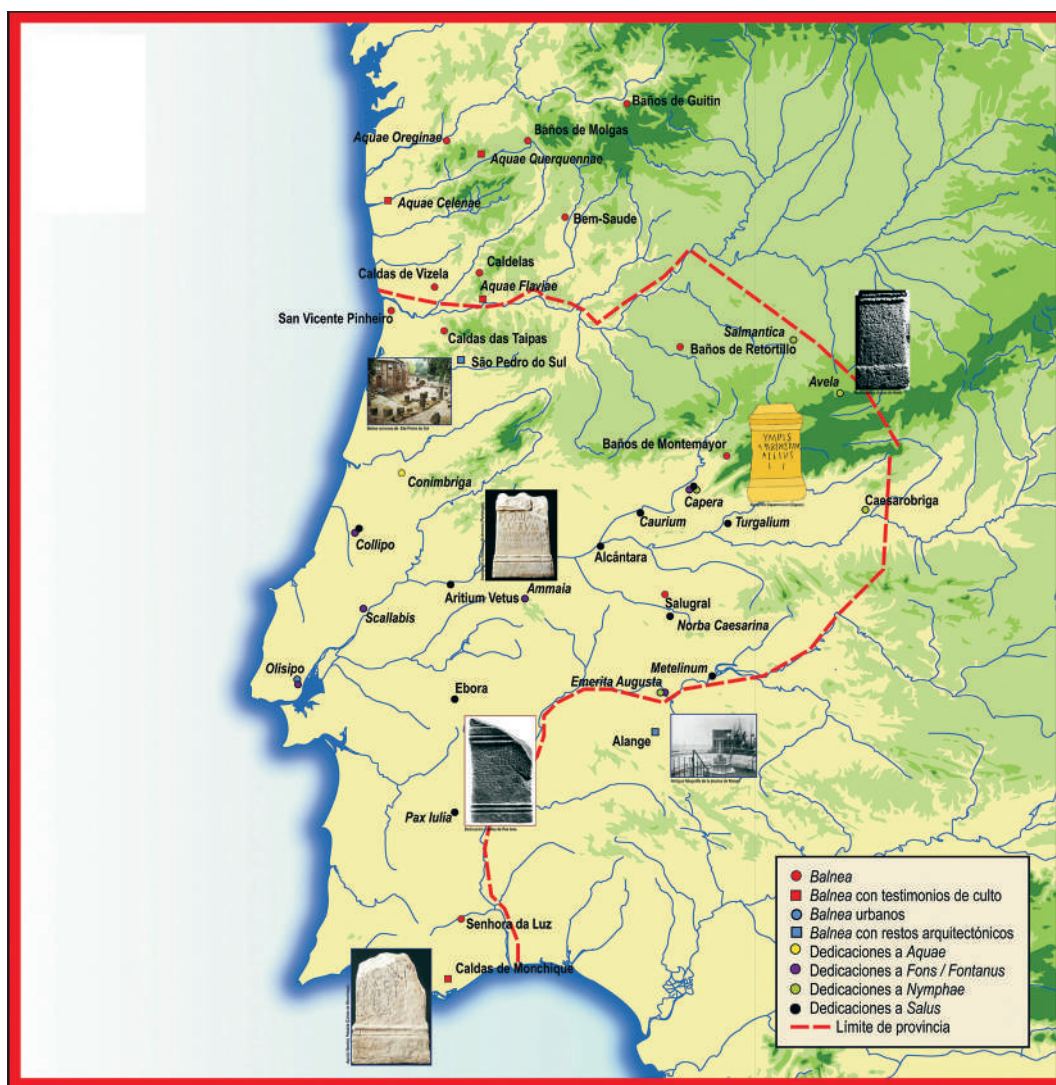 Baños de Guitin
Aquae Oreginae
Baños de Molgas
Aquae Querquennae
Aquae Celenae
Bem-Saude
Caldelas
Caldas de Vizela
Aquae Flaviae
San Vicente Pinheiro
Caldas das Taipas
Salmantica
Baños de Retortillo
São Pedro do Sul
Avela
Baños de Montemayor
Conimbriga
Capera
Caesarobriga
Caurium
Turgalium
Collipo
Alcántara
Aritium Vetus
Ammaia
Salugral
Scallabis
Norba Caesarina
Olisipo
Metelinum
Emerita Augusta
Ebora
Alange
Pax Iulia
Senhora da Luz
Caldas de Monchique
Balnea
Balnea con testimonios de culto
Balnea urbanos
Balnea con restos arquitectónicos
Dedicaciones a Aquae
Dedicaciones a Fons / Fontanus
Dedicaciones a Nymphae
Dedicaciones a Salus
Límite de provincia